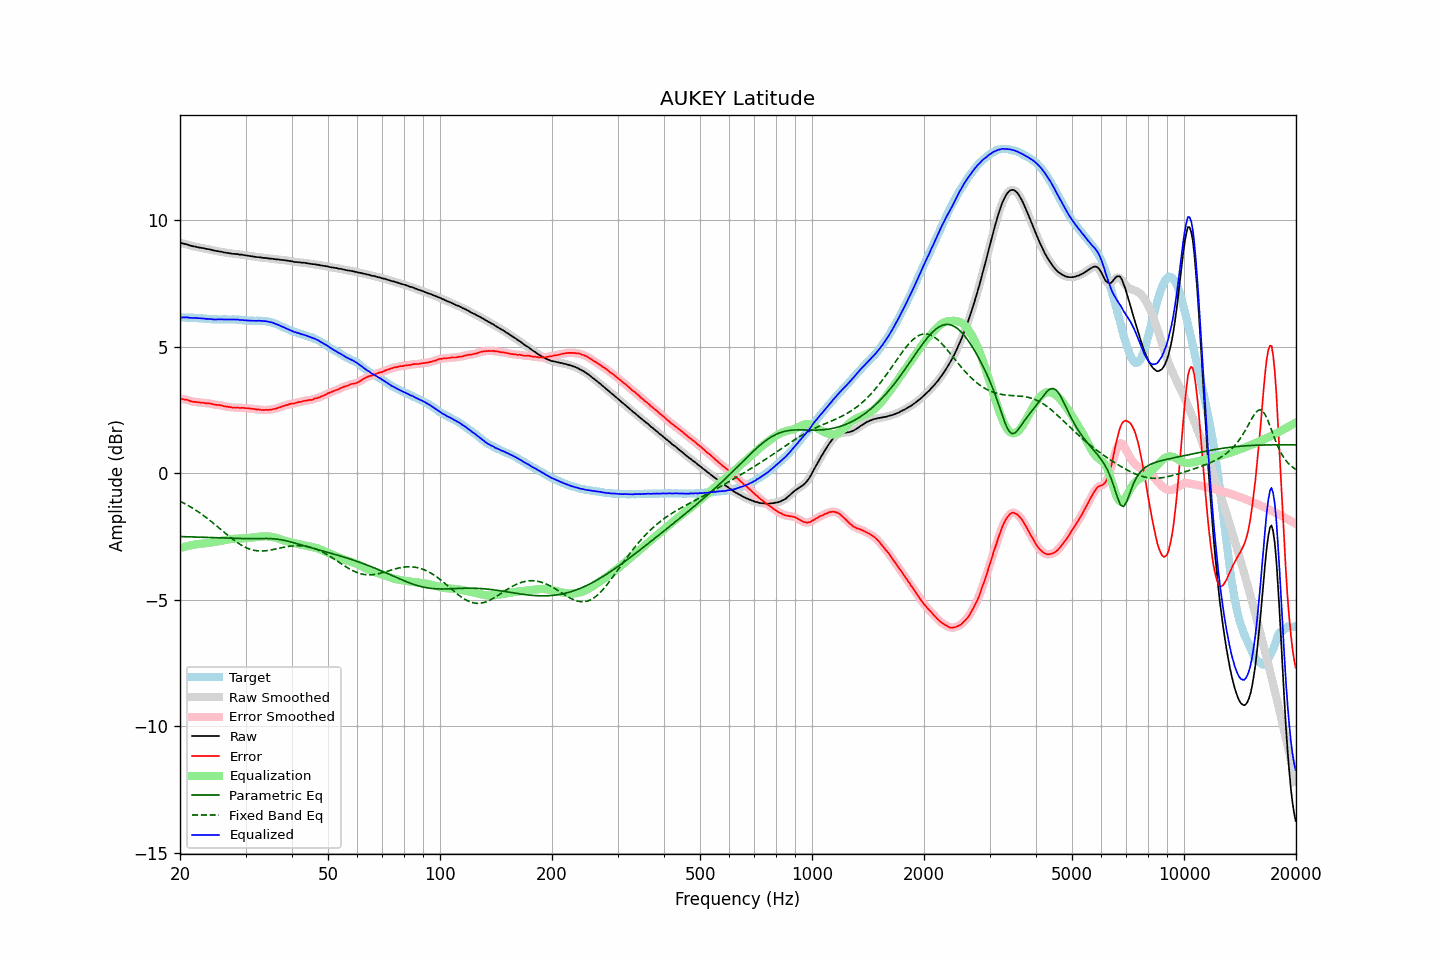 AUKEY Latitude
Amplitude (dBr)
10
5
0
−5
−10
−15
Target
Raw Smoothed
Error Smoothed
Raw
Error
Equalization
Parametric Eq
Fixed Band Eq
Equalized
20 50 100 200 500 1000 2000 5000 10000 20000
Frequency (Hz)